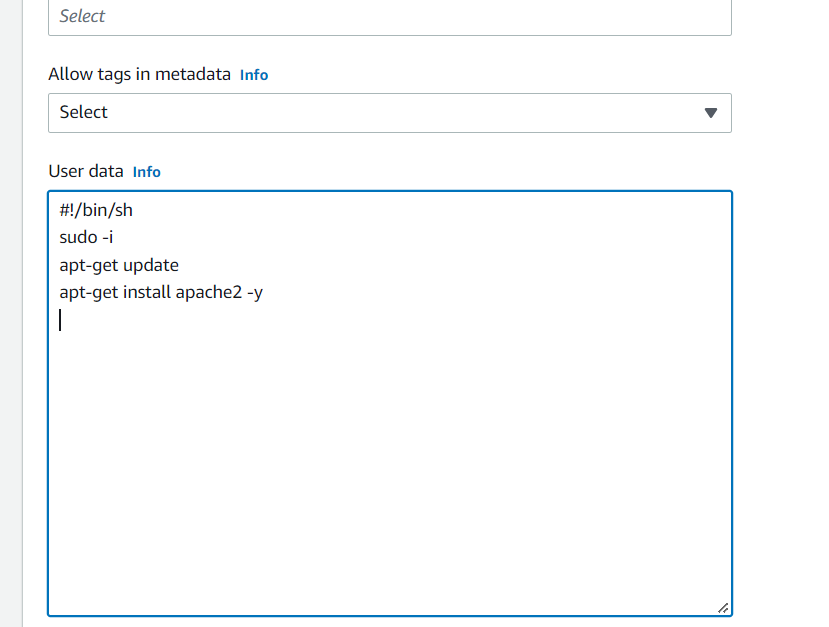 Select
Allow tags in metadata Info
Select
User data Info
#!/bin/sh
sudo -i
apt-get update
apt-get install apache2 -y